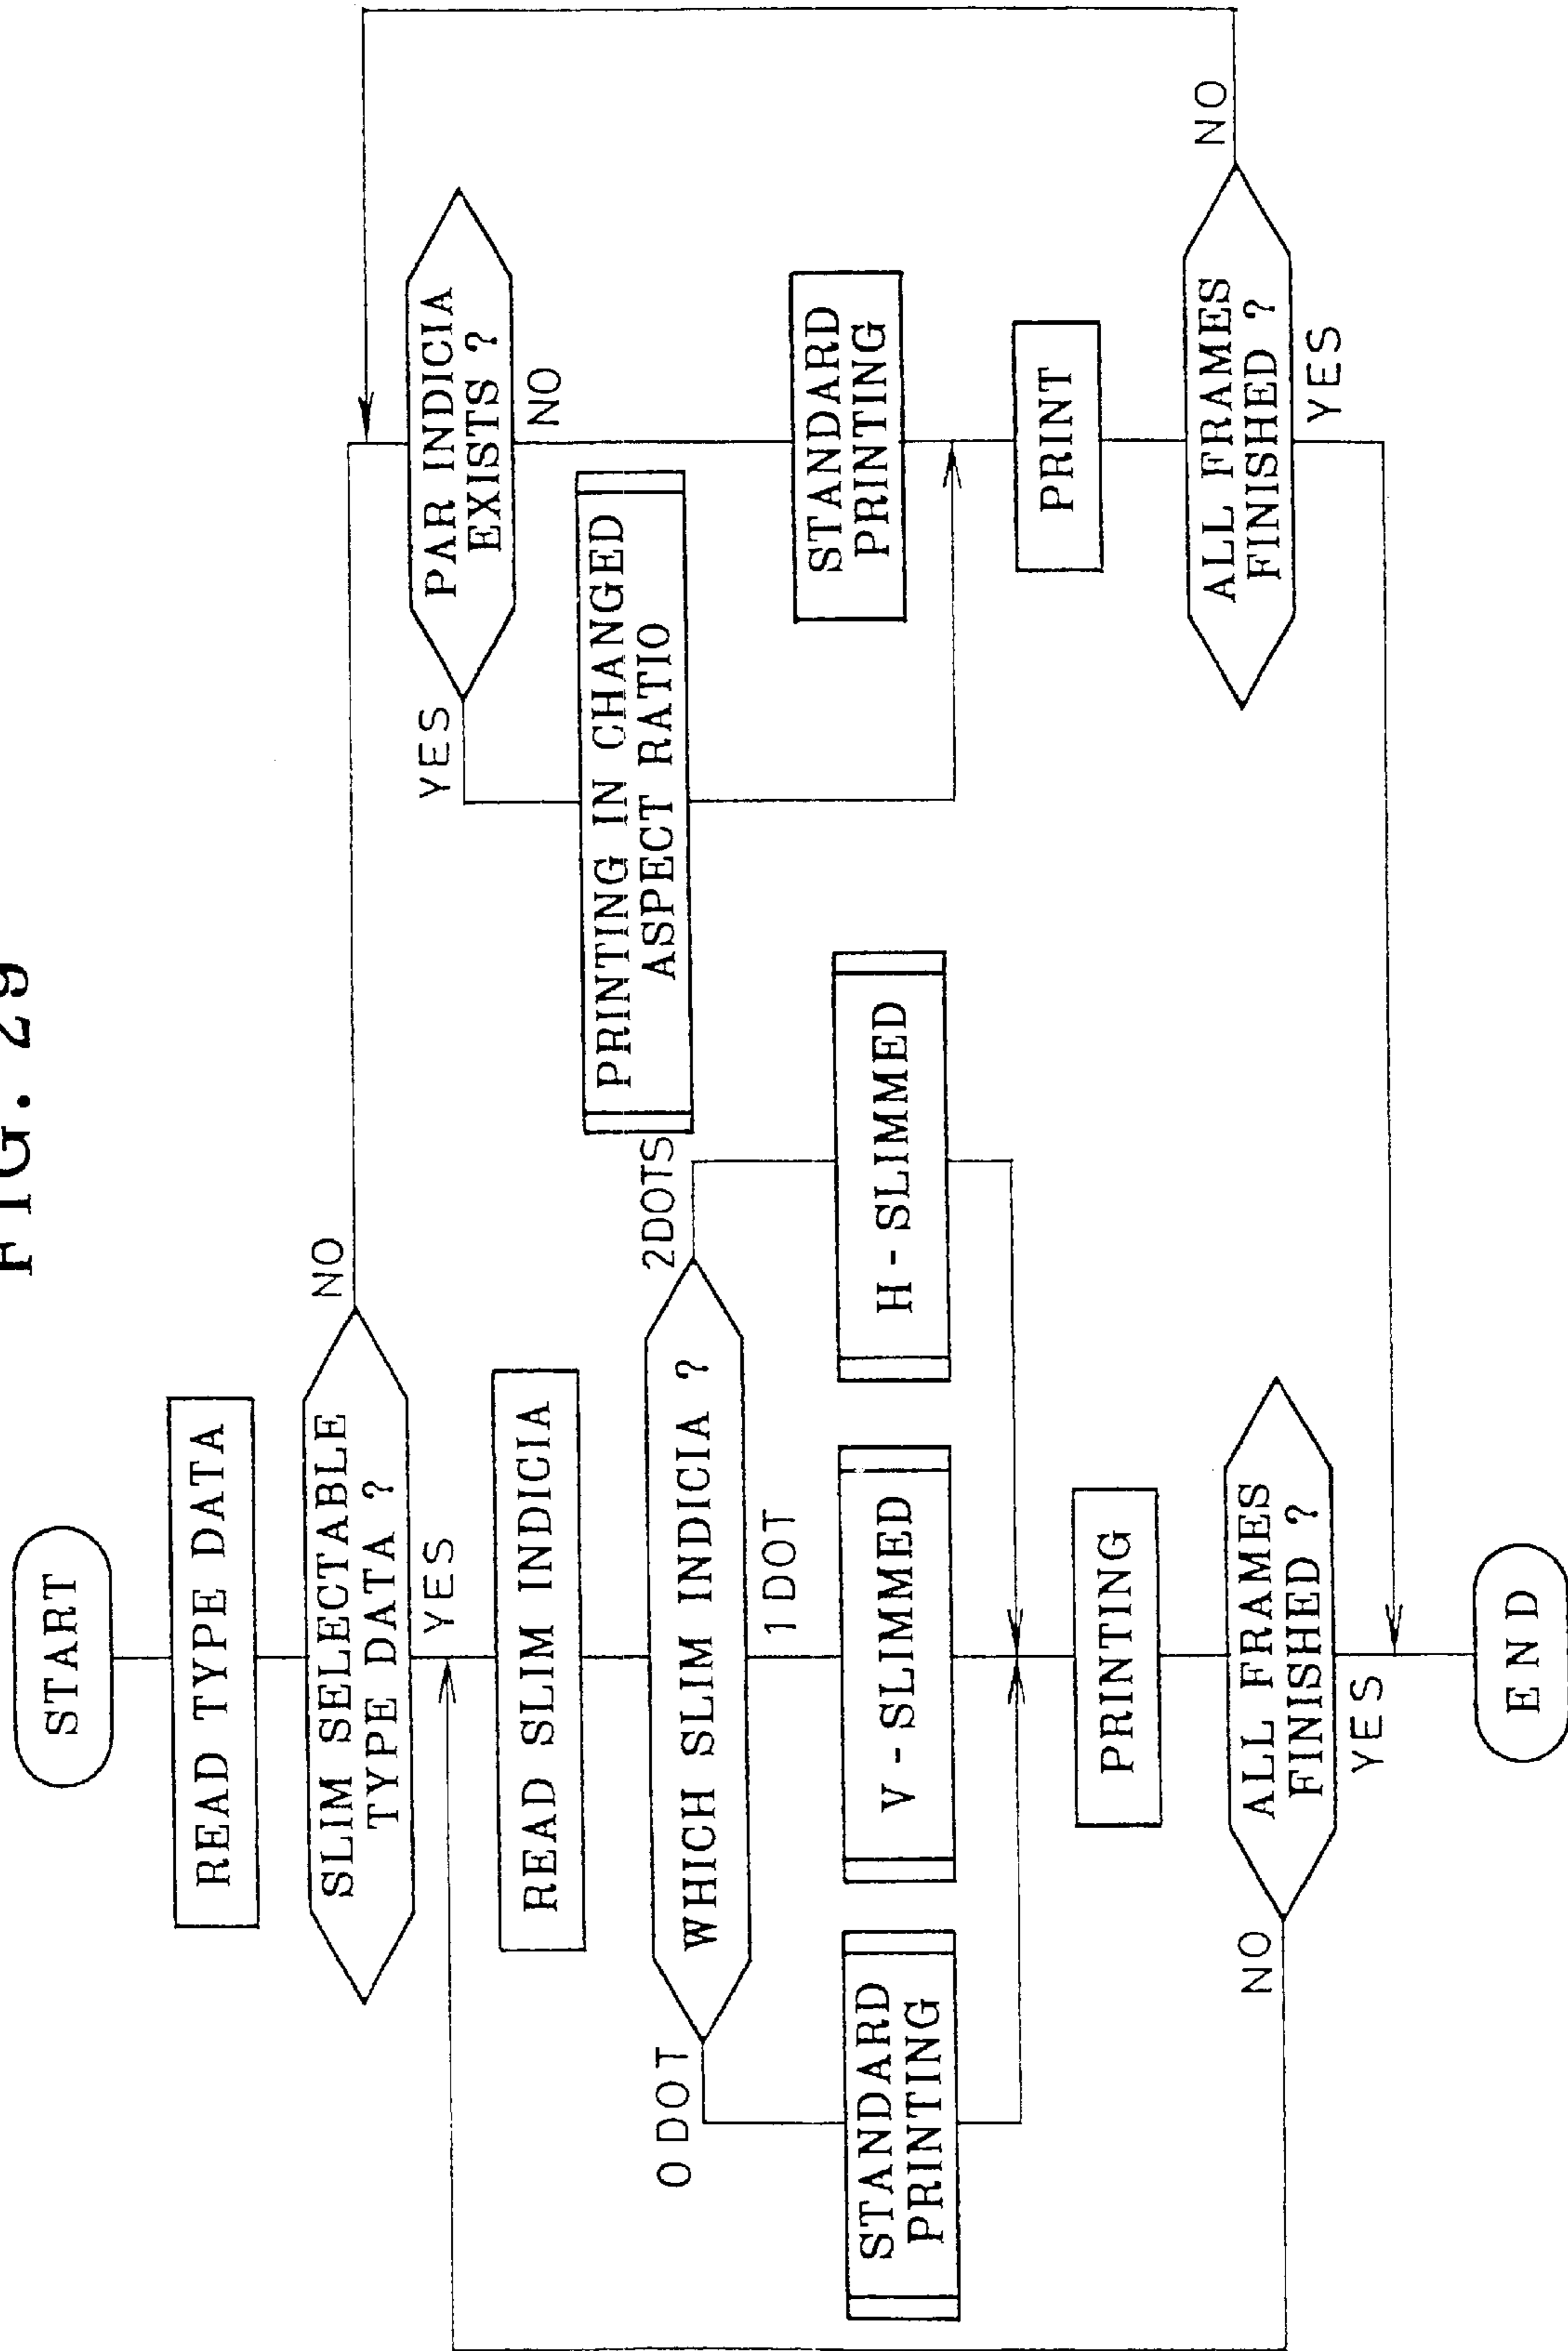 FIG. 29
START
READ TYPE DATA
SLIM SELECTABLE
TYPE DATA ?
NO
YES
READ SLIM INDICIA
WHICH SLIM INDICIA ?
0 DOT
1 DOT
2DOTS
STANDARD
PRINTING
V - SLIMMED
H - SLIMMED
PRINTING
ALL FRAMES
FINISHED ?
NO
YES
END
PAR INDICIA
EXISTS ?
YES
NO
PRINTING IN CHANGED
ASPECT RATIO
STANDARD
PRINTING
PRINT
ALL FRAMES
FINISHED ?
NO
YES